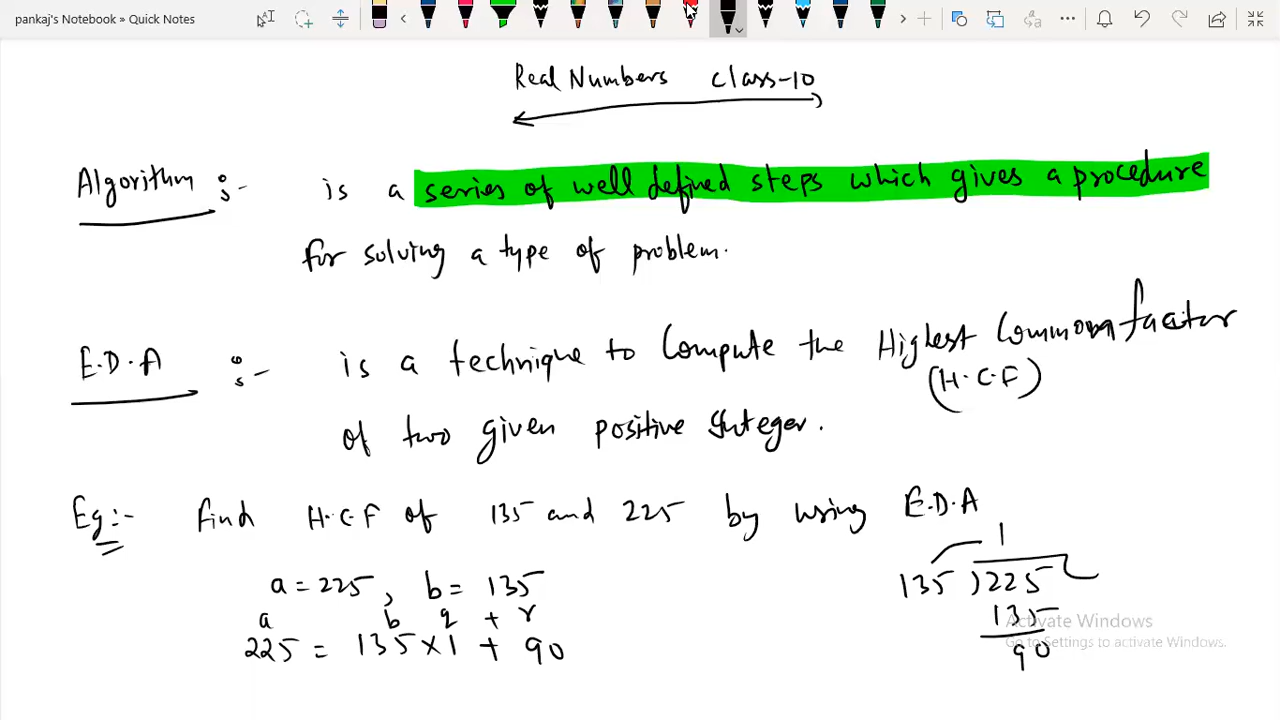 pankaj's Notebook » Quick Notes
Real Numbers class-10
Algorithm :- is a series of well defined steps which gives a procedure
for solving a type of problem.
E.D.A :- is a technique to Compute the Highest Common factor
(H.C.F)
of two given positive Integer.
Eg:- find H.C.F of 135 and 225 by using E.D.A
1
a = 225, b = 135
135 ) 225
a b q + r
135
225 = 135 × 1 + 90
90
Activate Windows
Go to Settings to activate Windows.